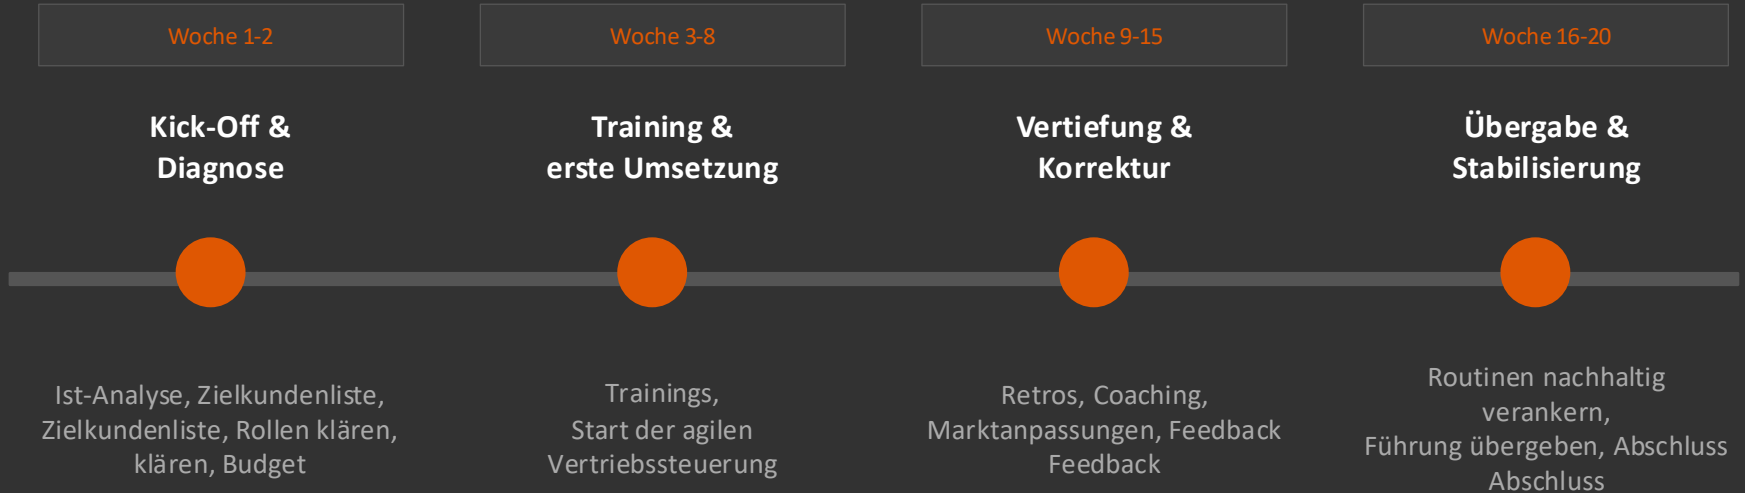 Woche 1-2
Kick-Off &
Diagnose
Ist-Analyse, Zielkundenliste,
Zielkundenliste, Rollen klären,
klären, Budget
Woche 3-8
Training &
erste Umsetzung
Trainings,
Start der agilen
Vertriebssteuerung
Woche 9-15
Vertiefung &
Korrektur
Retros, Coaching,
Marktanpassungen, Feedback
Feedback
Woche 16-20
Übergabe &
Stabilisierung
Routinen nachhaltig
verankern,
Führung übergeben, Abschluss
Abschluss